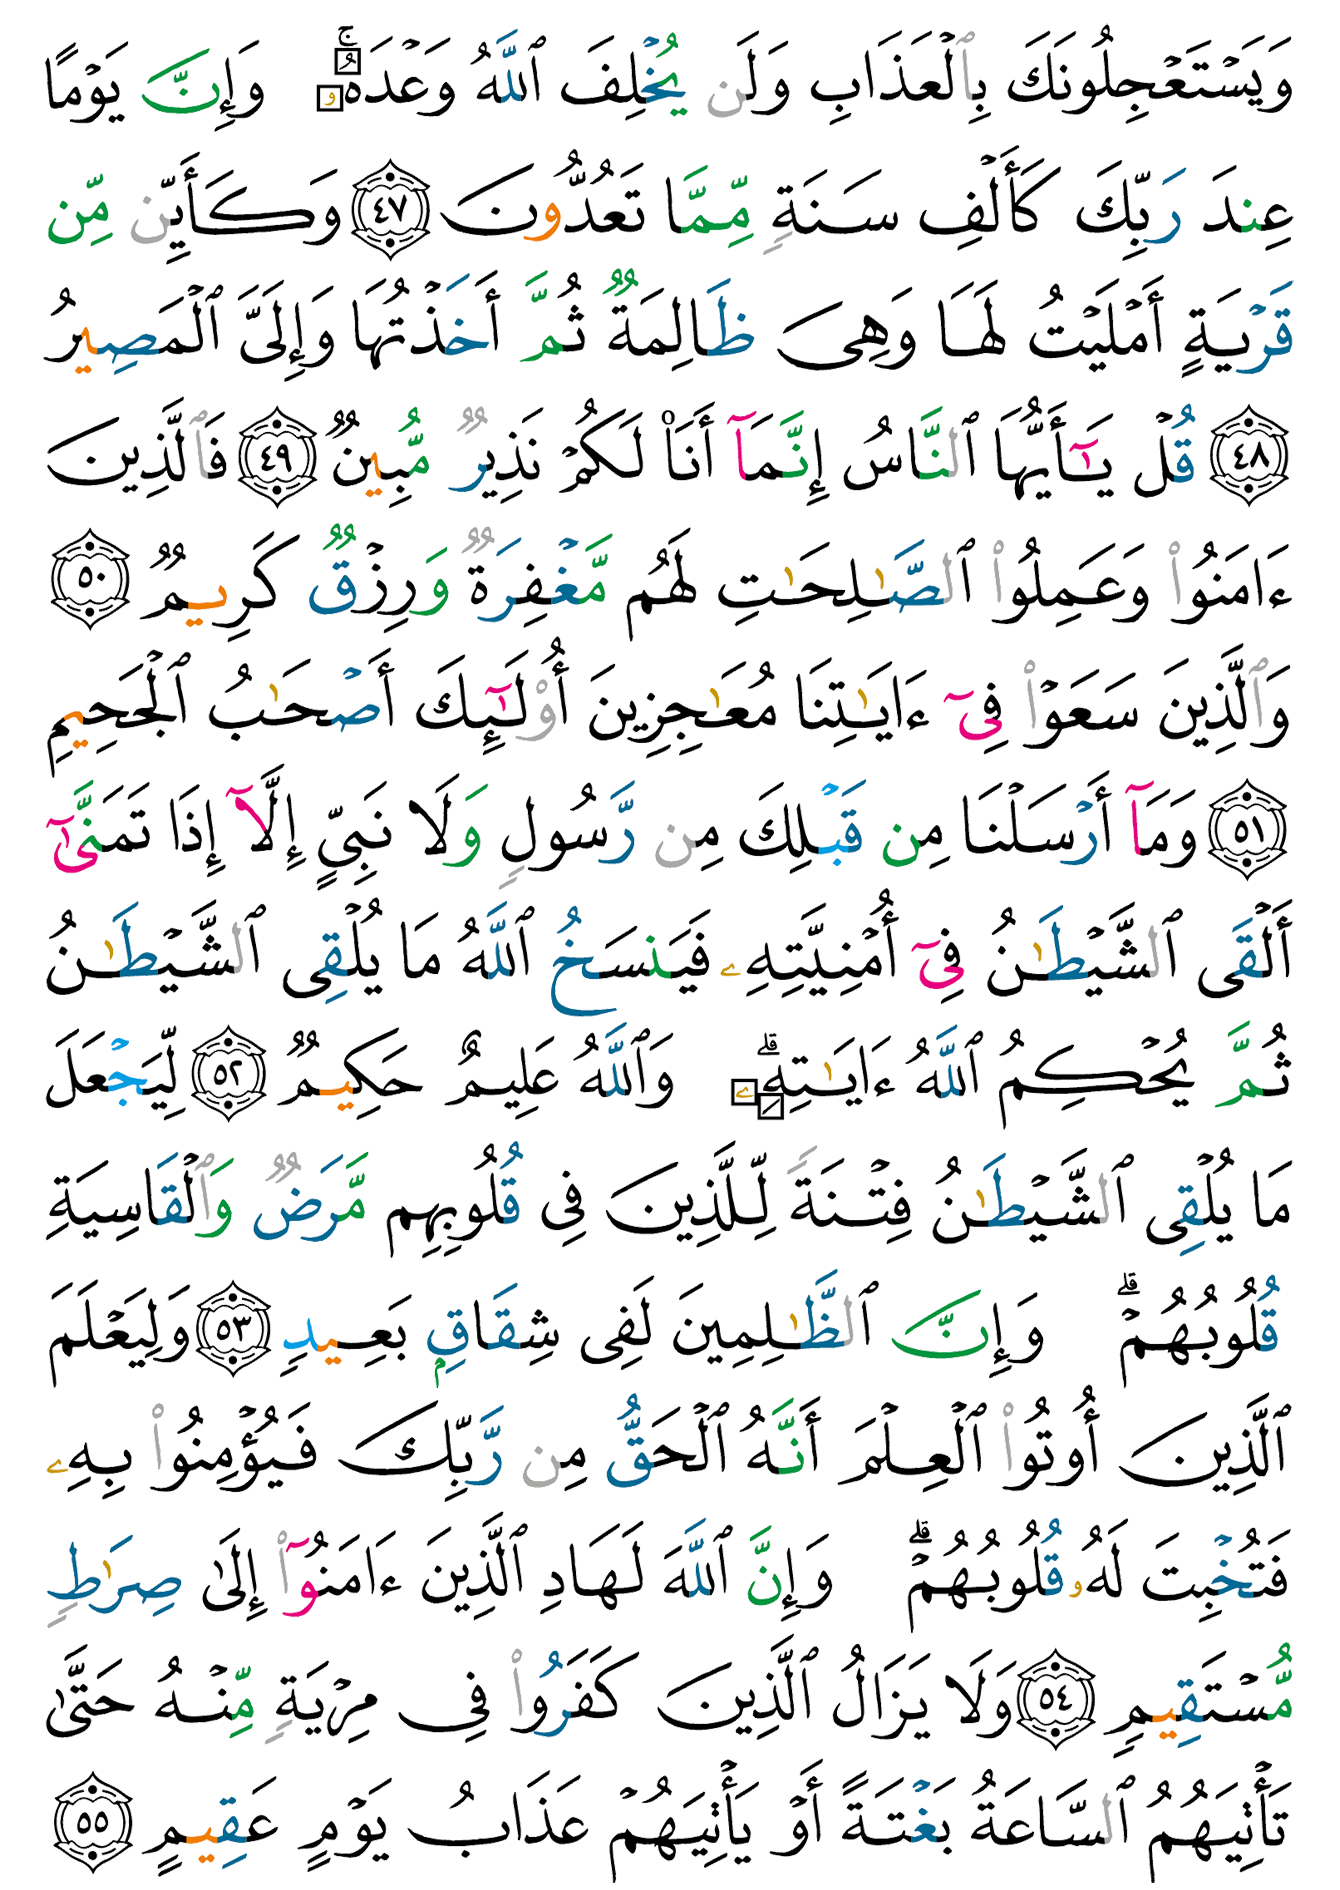 وَيَسْتَعْجِلُونَكَ بِٱلْعَذَابِ وَلَن يُخْلِفَ ٱللَّهُ وَعْدَهُۥ ۚ وَإِنَّ يَوْمًا
عِندَ رَبِّكَ كَأَلْفِ سَنَةٍ مِّمَّا تَعُدُّونَ ٤٧ وَكَأَيِّن مِّن
قَرْيَةٍ أَمْلَيْتُ لَهَا وَهِىَ ظَالِمَةٌ ثُمَّ أَخَذْتُهَا وَإِلَىَّ ٱلْمَصِيرُ
٤٨ قُلْ يَـٰٓأَيُّهَا ٱلنَّاسُ إِنَّمَآ أَنَا۠ لَكُمْ نَذِيرٌ مُّبِينٌ ٤٩ فَٱلَّذِينَ
ءَامَنُوا۟ وَعَمِلُوا۟ ٱلصَّـٰلِحَـٰتِ لَهُم مَّغْفِرَةٌ وَرِزْقٌ كَرِيمٌ ٥٠
وَٱلَّذِينَ سَعَوْا۟ فِىٓ ءَايَـٰتِنَا مُعَـٰجِزِينَ أُو۟لَـٰٓئِكَ أَصْحَـٰبُ ٱلْجَحِيمِ
٥١ وَمَآ أَرْسَلْنَا مِن قَبْلِكَ مِن رَّسُولٍ وَلَا نَبِىٍّ إِلَّآ إِذَا تَمَنَّىٰٓ
أَلْقَى ٱلشَّيْطَـٰنُ فِىٓ أُمْنِيَّتِهِۦ فَيَنسَخُ ٱللَّهُ مَا يُلْقِى ٱلشَّيْطَـٰنُ
ثُمَّ يُحْكِمُ ٱللَّهُ ءَايَـٰتِهِۦ ۗ وَٱللَّهُ عَلِيمٌ حَكِيمٌ ٥٢ لِّيَجْعَلَ
مَا يُلْقِى ٱلشَّيْطَـٰنُ فِتْنَةً لِّلَّذِينَ فِى قُلُوبِهِم مَّرَضٌ وَٱلْقَاسِيَةِ
قُلُوبُهُمْ ۗ وَإِنَّ ٱلظَّـٰلِمِينَ لَفِى شِقَاقٍۭ بَعِيدٍ ٥٣ وَلِيَعْلَمَ
ٱلَّذِينَ أُوتُوا۟ ٱلْعِلْمَ أَنَّهُ ٱلْحَقُّ مِن رَّبِّكَ فَيُؤْمِنُوا۟ بِهِۦ
فَتُخْبِتَ لَهُۥ قُلُوبُهُمْ ۗ وَإِنَّ ٱللَّهَ لَهَادِ ٱلَّذِينَ ءَامَنُوٓا۟ إِلَىٰ صِرَٰطٍ
مُّسْتَقِيمٍ ٥٤ وَلَا يَزَالُ ٱلَّذِينَ كَفَرُوا۟ فِى مِرْيَةٍ مِّنْهُ حَتَّىٰ
تَأْتِيَهُمُ ٱلسَّاعَةُ بَغْتَةً أَوْ يَأْتِيَهُمْ عَذَابُ يَوْمٍ عَقِيمٍ ٥٥